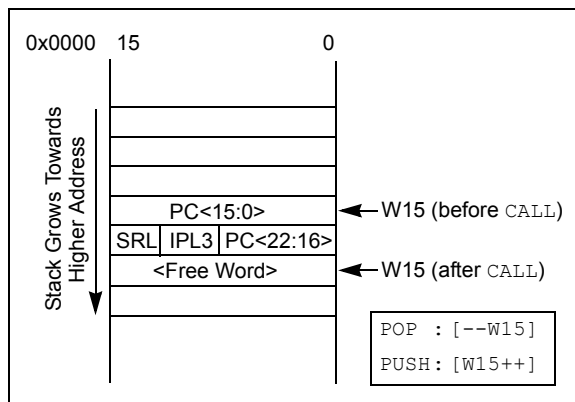 0x0000 15 0
Stack Grows Towards
Higher Address
PC<15:0>
W15 (before CALL)
SRL IPL3 PC<22:16>
<Free Word>
W15 (after CALL)
POP : [--W15]
PUSH: [W15++]